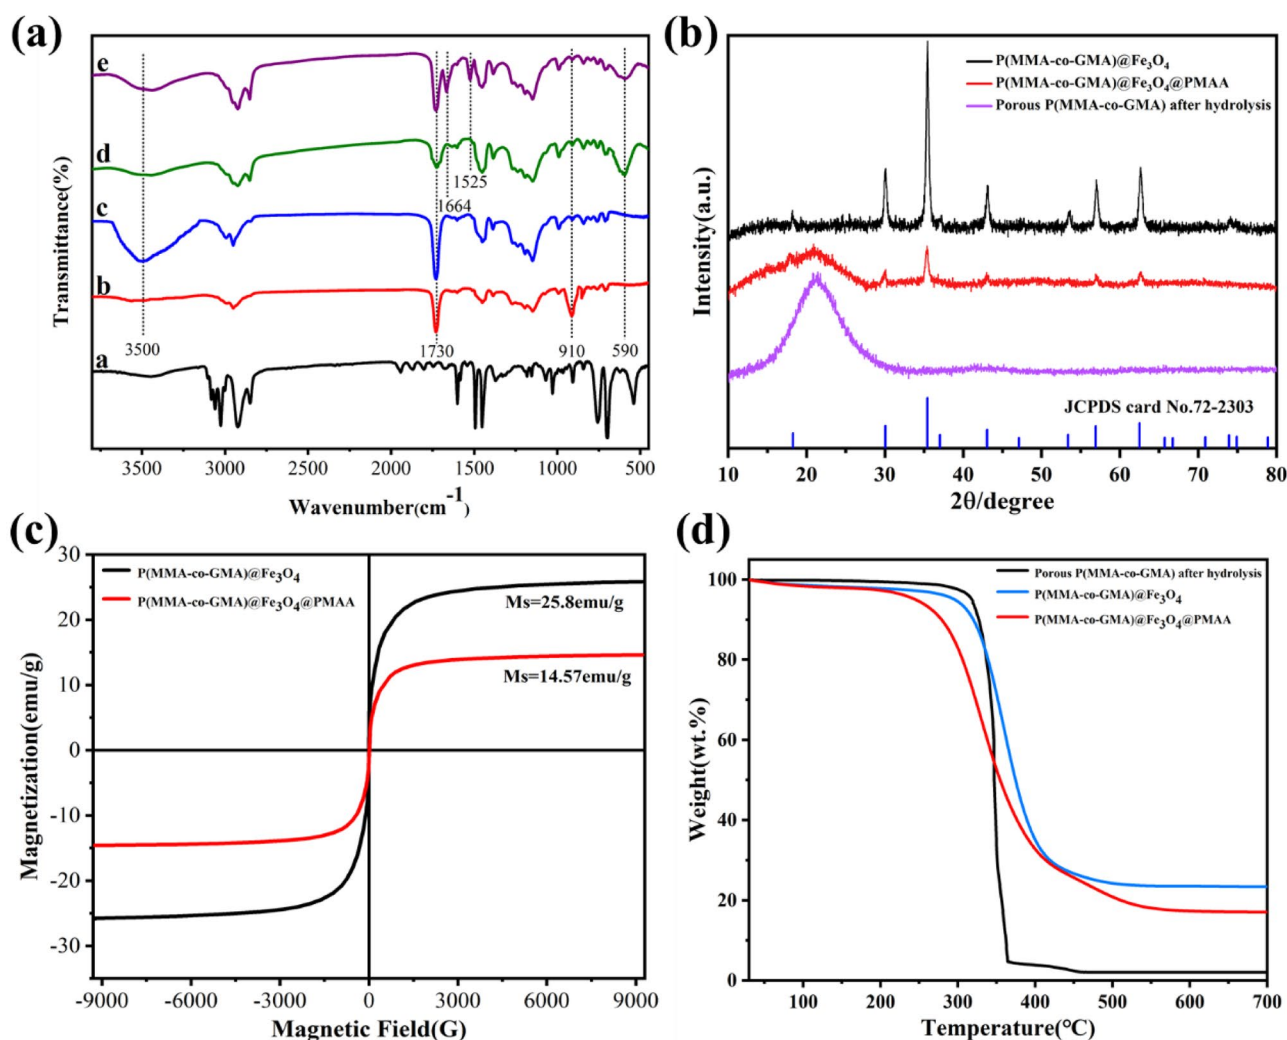 (a)
e
d
1525
1664
c
b
3500
1730
910
590
a
Transmittance(%)
3500
3000
2500
2000
1500
1000
500
Wavenumber(cm-1)
(b)
P(MMA-co-GMA)@Fe3O4
P(MMA-co-GMA)@Fe3O4@PMAA
Porous P(MMA-co-GMA) after hydrolysis
Intensity(a.u.)
JCPDS card No.72-2303
10
20
30
40
50
60
70
80
2θ/degree
(c)
30
20
10
0
-10
-20
-30
P(MMA-co-GMA)@Fe3O4
P(MMA-co-GMA)@Fe3O4@PMAA
Ms=25.8emu/g
Ms=14.57emu/g
Magnetization(emu/g)
-9000
-6000
-3000
0
3000
6000
9000
Magnetic Field(G)
(d)
100
80
60
40
20
0
Porous P(MMA-co-GMA) after hydrolysis
P(MMA-co-GMA)@Fe3O4
P(MMA-co-GMA)@Fe3O4@PMAA
Weight(wt.%)
100
200
300
400
500
600
700
Temperature(℃)